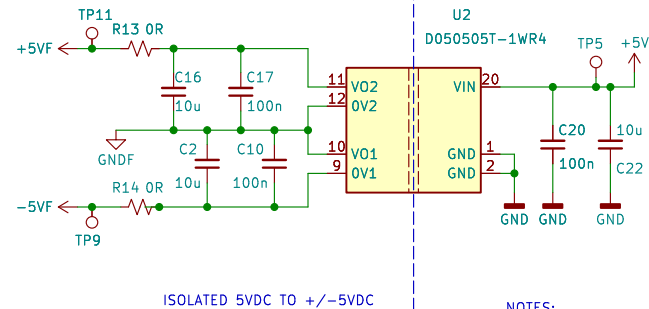 TP11
R13 0R
+5VF
C16
C17
10u
100n
GNDF
C2
C10
10u
100n
R14 0R
-5VF
TP9
U2
D050505T-1WR4
11
VO2
12
0V2
10
VO1
9
0V1
VIN
20
GND
1
GND
2
TP5
+5V
C20
100n
10u
C22
GND
GND
GND
ISOLATED 5VDC TO +/-5VDC
NOTES: